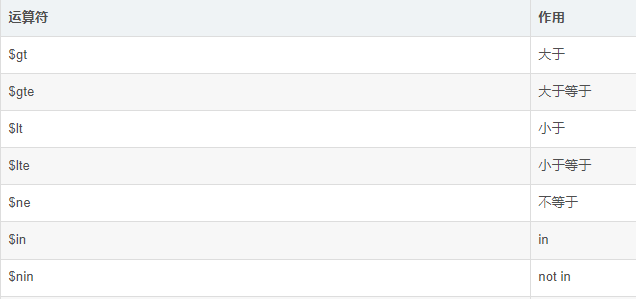 运算符 作用
$gt 大于
$gte 大于等于
$lt 小于
$lte 小于等于
$ne 不等于
$in in
$nin not in